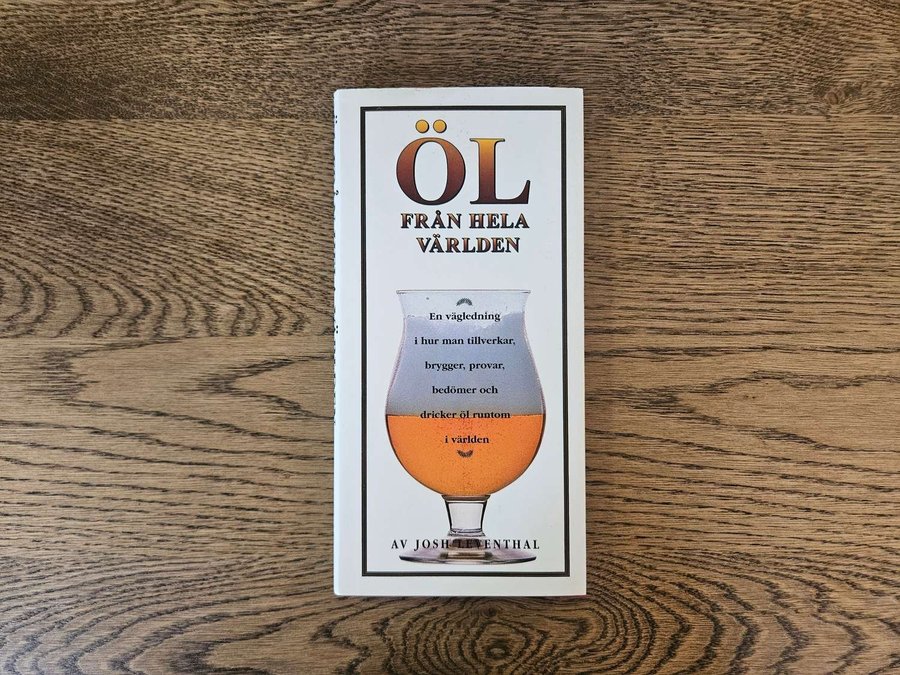 ÖL
FRÅN HELA
VÄRLDEN
En vägledning
i hur man tillverkar,
brygger, provar,
bedömer och
dricker öl runtom
i världen
AV JOSH LEVENTHAL